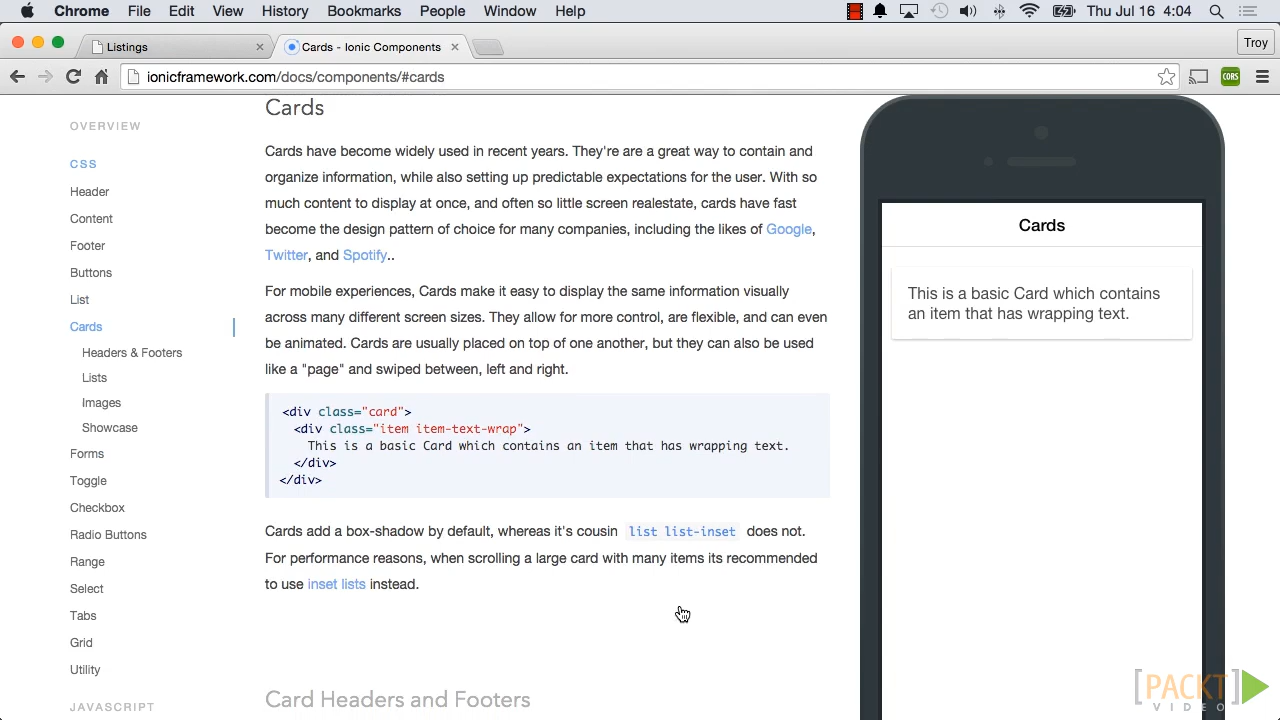 Chrome File Edit View History Bookmarks People Window Help Thu Jul 16 4:04
Listings
Cards - Ionic Components
Troy
ionicframework.com/docs/components/#cards
CORS
OVERVIEW
CSS
Header
Content
Footer
Buttons
List
Cards
Headers & Footers
Lists
Images
Showcase
Forms
Toggle
Checkbox
Radio Buttons
Range
Select
Tabs
Grid
Utility
JAVASCRIPT
Cards
Cards have become widely used in recent years. They're are a great way to contain and
organize information, while also setting up predictable expectations for the user. With so
much content to display at once, and often so little screen realestate, cards have fast
become the design pattern of choice for many companies, including the likes of Google,
Twitter, and Spotify..
For mobile experiences, Cards make it easy to display the same information visually
across many different screen sizes. They allow for more control, are flexible, and can even
be animated. Cards are usually placed on top of one another, but they can also be used
like a "page" and swiped between, left and right.
<div class="card">
<div class="item item-text-wrap">
This is a basic Card which contains an item that has wrapping text.
</div>
</div>
Cards add a box-shadow by default, whereas it's cousin list list-inset does not.
For performance reasons, when scrolling a large card with many items its recommended
to use inset lists instead.
Card Headers and Footers
Cards
This is a basic Card which contains
an item that has wrapping text.
[PACKT]
VIDEO